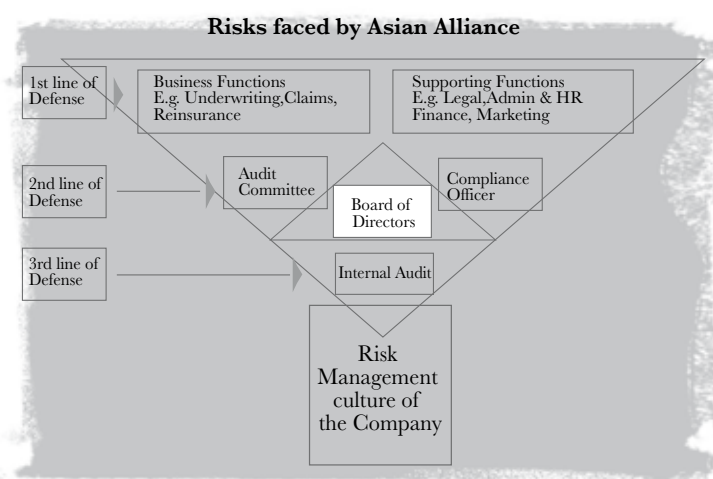 Risks faced by Asian Alliance
1st line of
Defense
Business Functions
E.g. Underwriting,Claims,
Reinsurance
Supporting Functions
E.g. Legal,Admin & HR
Finance, Marketing
2nd line of
Defense
Audit
Committee
Board of
Directors
Compliance
Officer
3rd line of
Defense
Internal Audit
Risk
Management
culture of
the Company